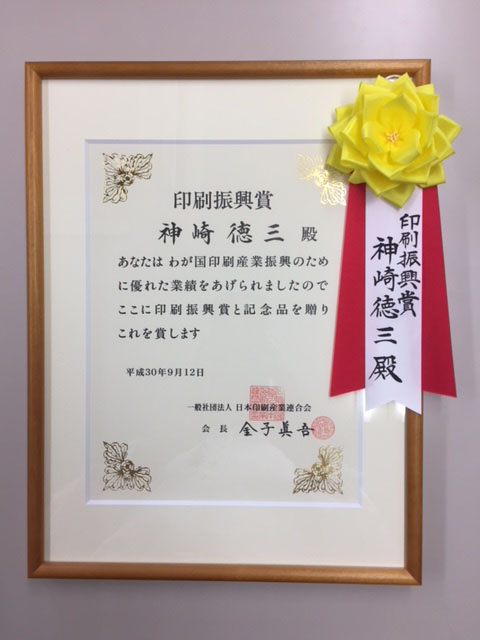 印刷振興賞
神崎徳三殿
あなたは わが国印刷産業振興のため
に優れた業績をあげられましたので
ここに印刷振興賞と記念品を贈り
これを賞します
平成30年9月12日
一般社団法人 日本印刷産業連合会
会長 金子眞吾
印刷振興賞
神崎徳三殿